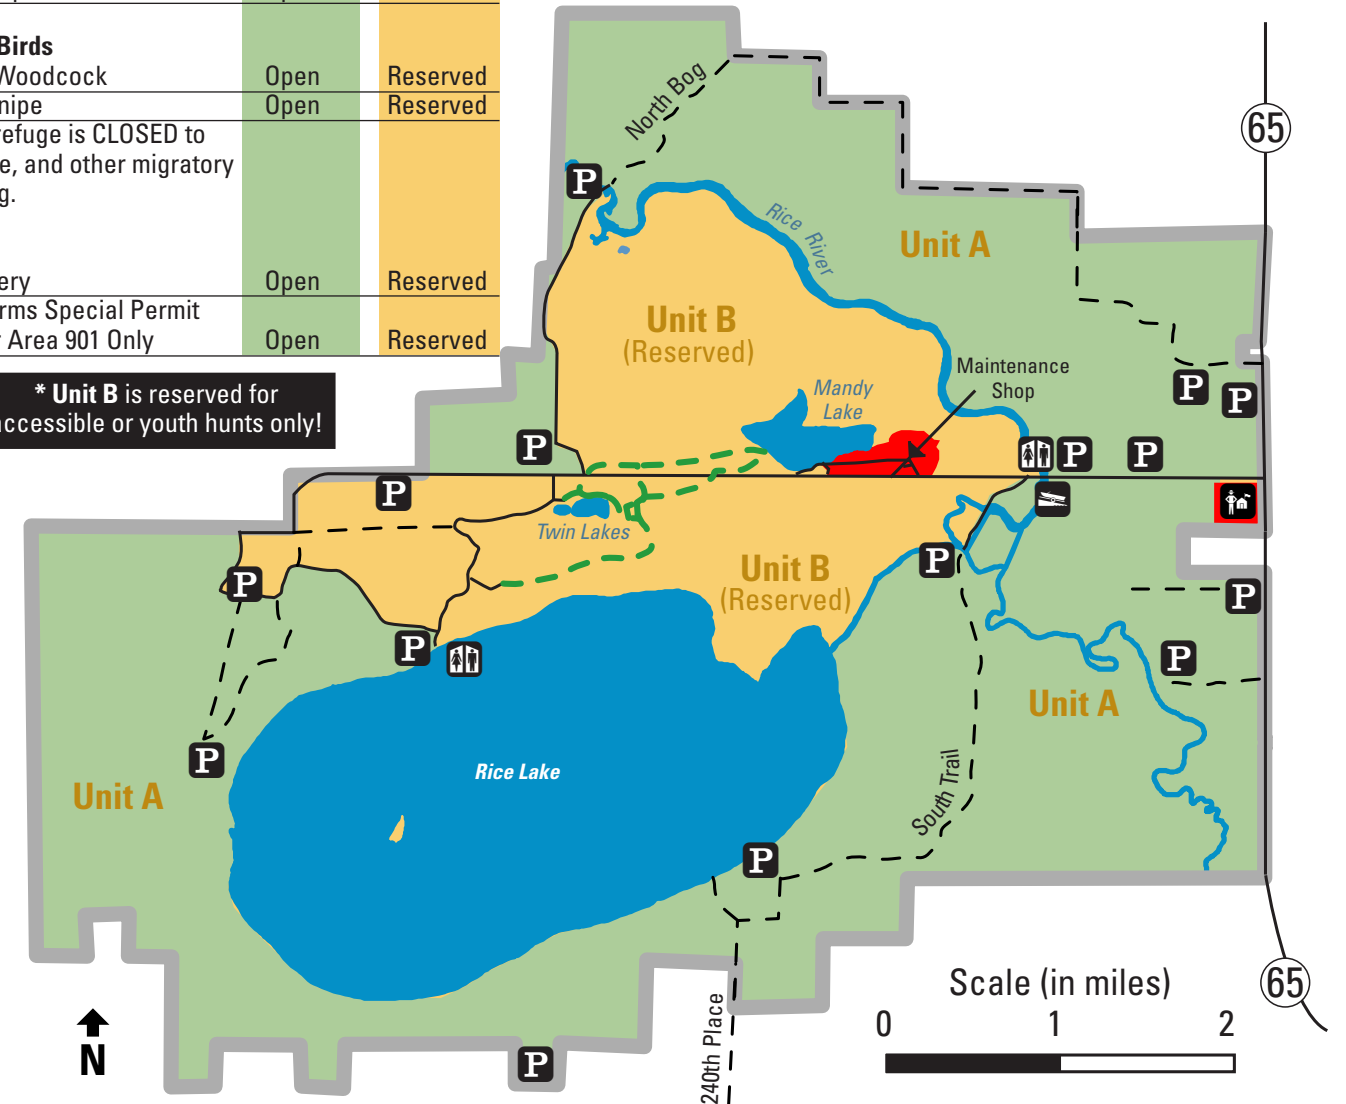 Birds
Woodcock Open Reserved
nipe Open Reserved
refuge is CLOSED to
e, and other migratory
g.
ery Open Reserved
rms Special Permit
Area 901 Only Open Reserved
* Unit B is reserved for
accessible or youth hunts only!
North Bog
65
P
Rice River
Unit A
Unit B
(Reserved)
Maintenance
Shop
Mandy
Lake
P
P
P
P
P
P
Twin Lakes
Unit B
(Reserved)
P
P
P
P
P
P
Unit A
South Trail
P
Unit A
Rice Lake
P
240th Place
P
N
Scale (in miles)
0 1 2
65